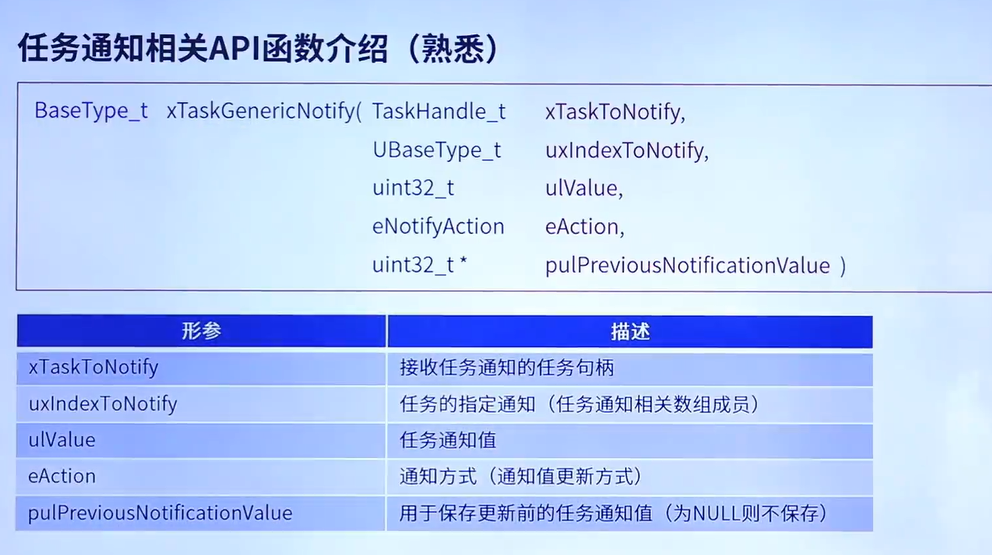 任务通知相关API函数介绍（熟悉）
BaseType_t xTaskGenericNotify( TaskHandle_t xTaskToNotify,
UBaseType_t uxIndexToNotify,
uint32_t ulValue,
eNotifyAction eAction,
uint32_t * pulPreviousNotificationValue )
形参 描述
xTaskToNotify 接收任务通知的任务句柄
uxIndexToNotify 任务的指定通知（任务通知相关数组成员）
ulValue 任务通知值
eAction 通知方式（通知值更新方式）
pulPreviousNotificationValue 用于保存更新前的任务通知值（为NULL则不保存）